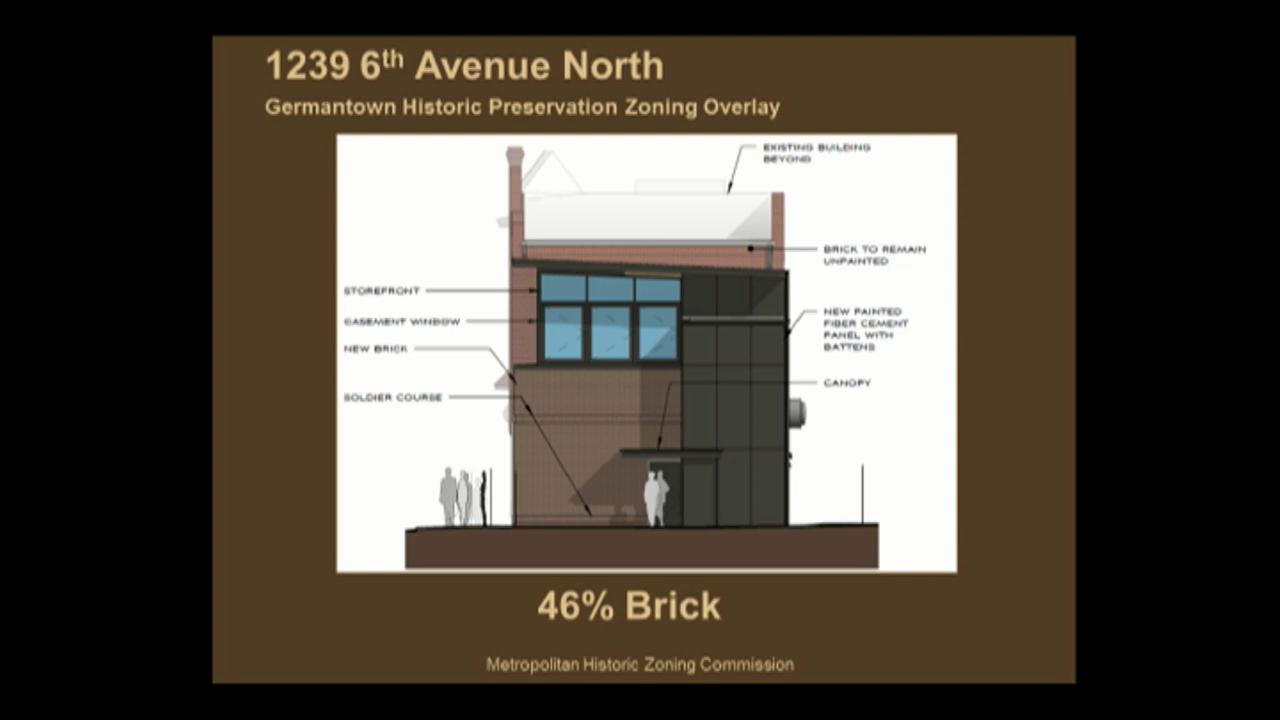 1239 6th Avenue North
Germantown Historic Preservation Zoning Overlay
EXISTING BUILDING
BEYOND
BRICK TO REMAIN
UNPAINTED
STOREFRONT
CASEMENT WINDOW
NEW BRICK
SOLDIER COURSE
NEW PAINTED
FIBER CEMENT
PANEL WITH
BATTENS
CANOPY
46% Brick
Metropolitan Historic Zoning Commission